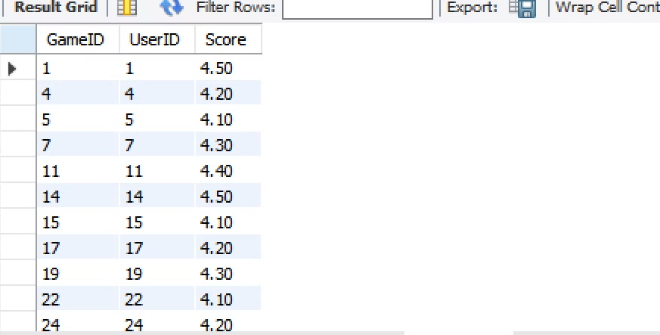 Result Grid Filter Rows: Export: Wrap Cell Cont
GameID UserID Score
1 1 4.50
4 4 4.20
5 5 4.10
7 7 4.30
11 11 4.40
14 14 4.50
15 15 4.10
17 17 4.20
19 19 4.30
22 22 4.10
24 24 4.20